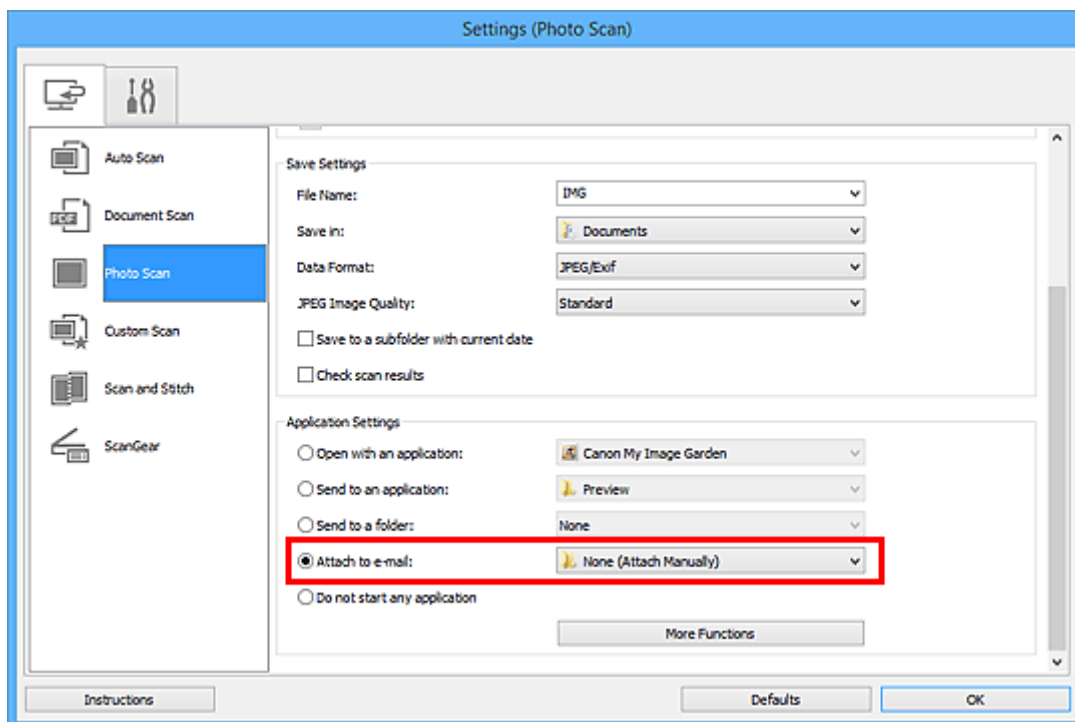 Settings (Photo Scan)
Auto Scan
PDF
Document Scan
Photo Scan
Custom Scan
Scan and Stitch
ScanGear
Save Settings
File Name: IMG
Save in: Documents
Data Format: JPEG/Exif
JPEG Image Quality: Standard
Save to a subfolder with current date
Check scan results
Application Settings
Open with an application: Canon My Image Garden
Send to an application: Preview
Send to a folder: None
Attach to e-mail: None (Attach Manually)
Do not start any application
More Functions
Instructions Defaults OK